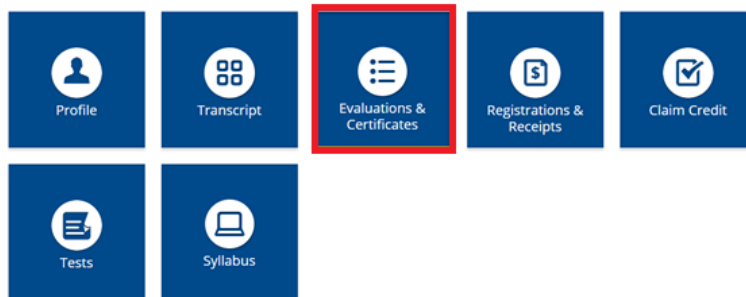 Profile
Transcript
Evaluations &
Certificates
$
Registrations &
Receipts
Claim Credit
Tests
Syllabus